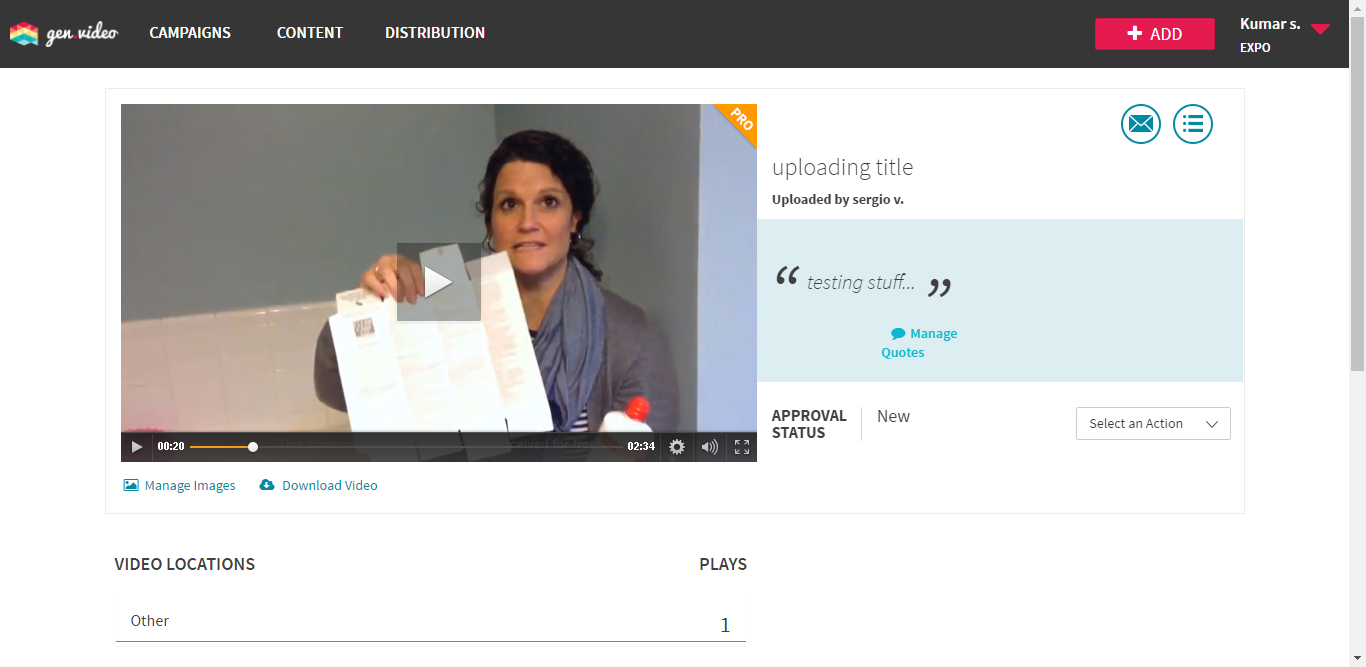 gen.video
CAMPAIGNS
CONTENT
DISTRIBUTION
ADD
Kumar s.
EXPO
PRO
uploading title
Uploaded by sergio v.
“ testing stuff... ”
Manage
Quotes
APPROVAL
STATUS
New
Select an Action
00:20
02:34
Manage Images
Download Video
VIDEO LOCATIONS
PLAYS
Other
1